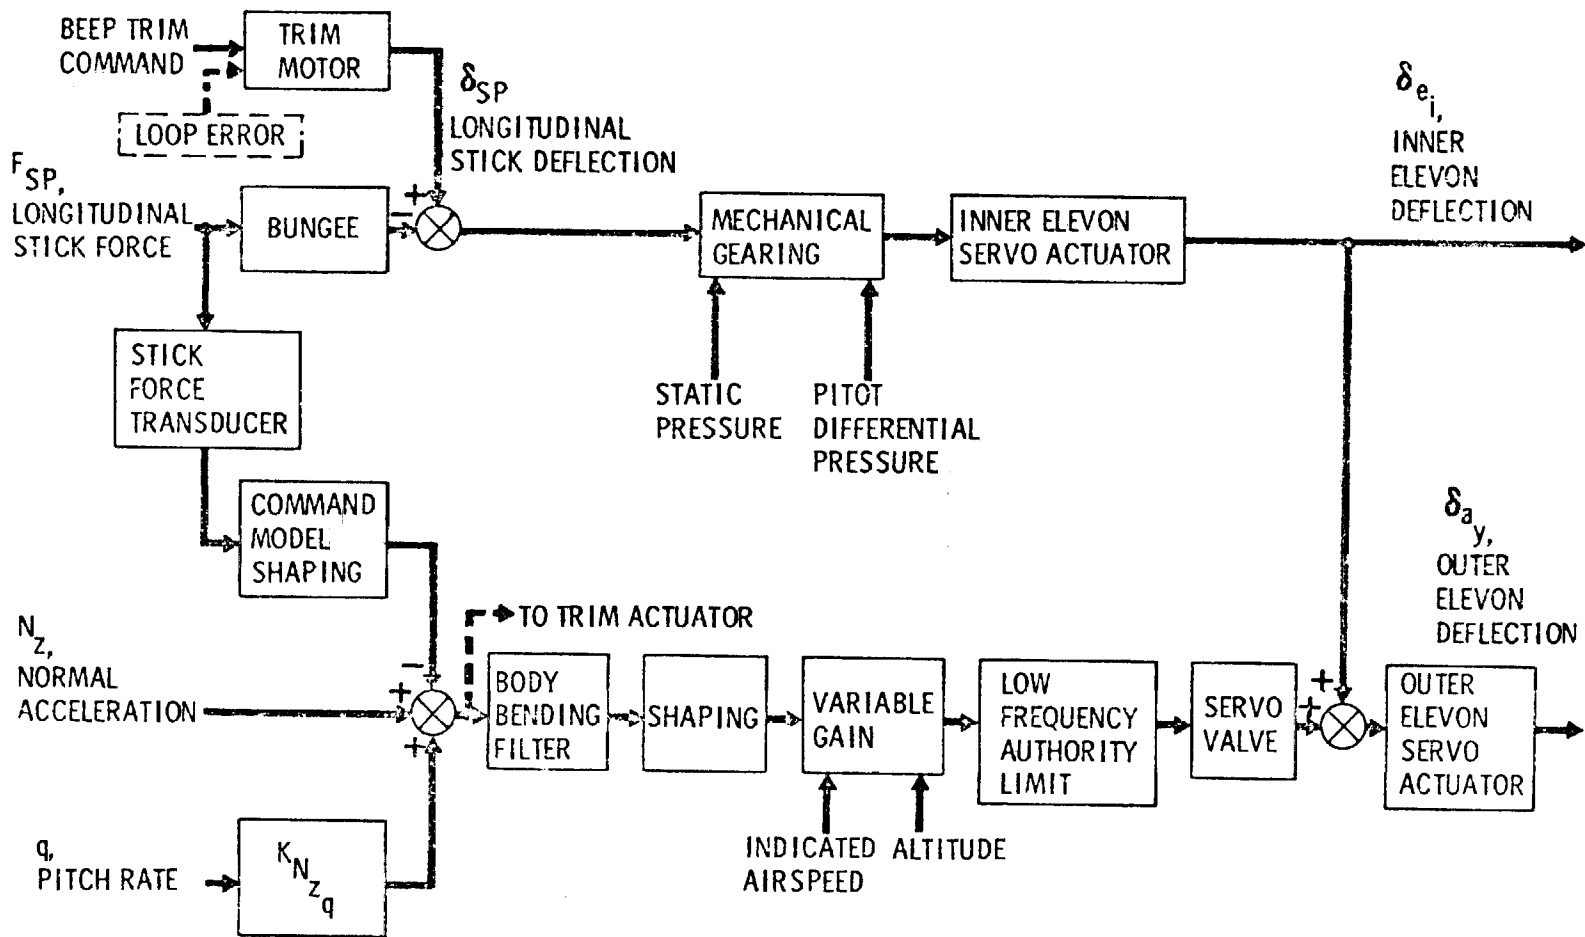 BEEP TRIM
COMMAND
TRIM
MOTOR
LOOP ERROR
δSP
LONGITUDINAL
STICK DEFLECTION
δei,
INNER
ELEVON
DEFLECTION
FSP,
LONGITUDINAL
STICK FORCE
BUNGEE
+
−
MECHANICAL
GEARING
INNER ELEVON
SERVO ACTUATOR
STICK
FORCE
TRANSDUCER
STATIC
PRESSURE
PITOT
DIFFERENTIAL
PRESSURE
COMMAND
MODEL
SHAPING
δay,
OUTER
ELEVON
DEFLECTION
TO TRIM ACTUATOR
Nz,
NORMAL
ACCELERATION
−
+
+
BODY
BENDING
FILTER
SHAPING
VARIABLE
GAIN
LOW
FREQUENCY
AUTHORITY
LIMIT
SERVO
VALVE
+
+
OUTER
ELEVON
SERVO
ACTUATOR
INDICATED
AIRSPEED
ALTITUDE
q,
PITCH RATE
KNzq